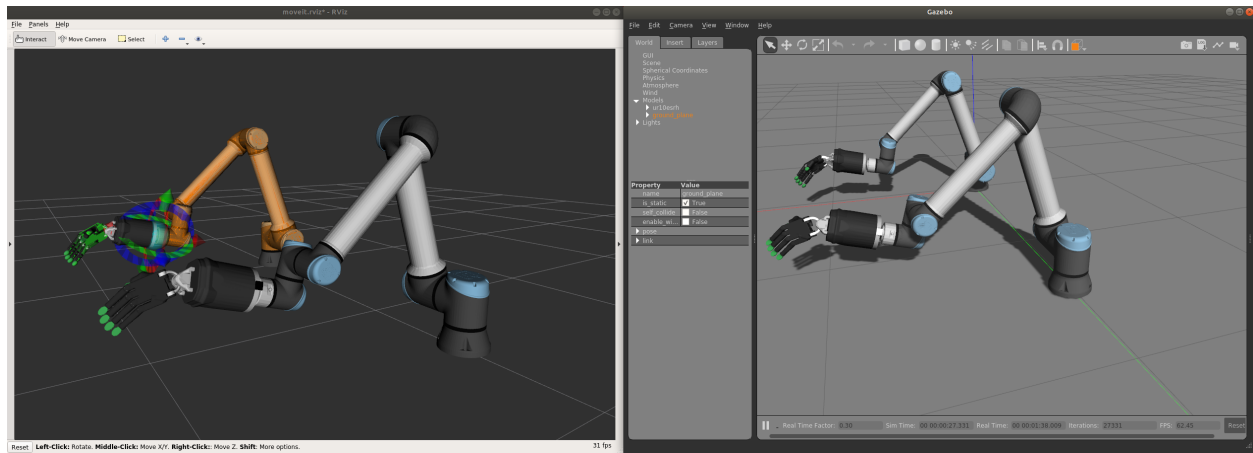 moveit.rviz* - RViz
File Panels Help
Interact Move Camera Select
Reset Left-Click: Rotate. Middle-Click: Move X/Y. Right-Click:: Move Z. Shift: More options. 31 fps
Gazebo
File Edit Camera View Window Help
World Insert Layers
GUI
Scene
Spherical Coordinates
Physics
Atmosphere
Wind
Models
ur10esrh
ground_plane
Lights
Property Value
name ground_plane
is_static True
self_collide False
enable_wi... False
pose
link
Real Time Factor: 0.30 Sim Time: 00 00:00:27.331 Real Time: 00 00:01:38.009 Iterations: 27331 FPS: 62.45 Reset